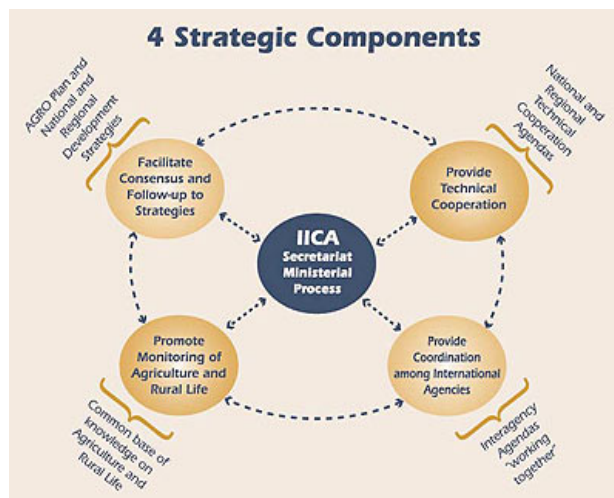 4 Strategic Components
AGRO Plan and
National and
Regional
Development
Strategies
National and
Regional
Technical
Cooperation
Agendas
Facilitate
Consensus and
Follow-up to
Strategies
Provide
Technical
Cooperation
IICA
Secretariat
Ministerial
Process
Promote
Monitoring of
Agriculture and
Rural Life
Provide
Coordination
among International
Agencies
Common base of
knowledge on
Agriculture and
Rural Life
Interagency
Agendas
"working
together"